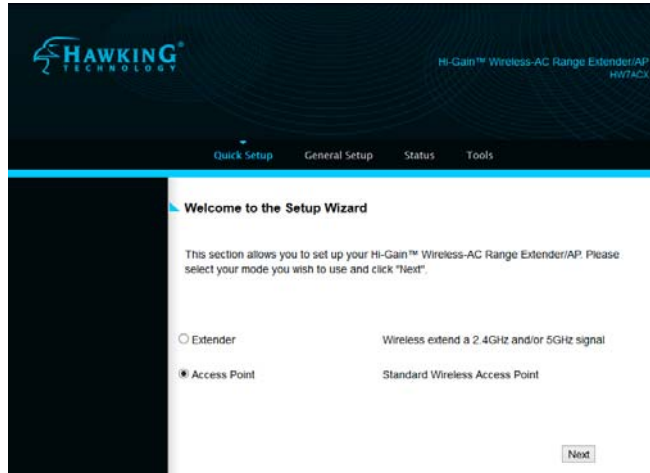 HAWKING®
TECHNOLOGY
Hi-Gain™ Wireless-AC Range Extender/AP
HW7ACX
Quick Setup General Setup Status Tools
Welcome to the Setup Wizard
This section allows you to set up your Hi-Gain™ Wireless-AC Range Extender/AP. Please
select your mode you wish to use and click "Next".
Extender Wireless extend a 2.4GHz and/or 5GHz signal
Access Point Standard Wireless Access Point
Next